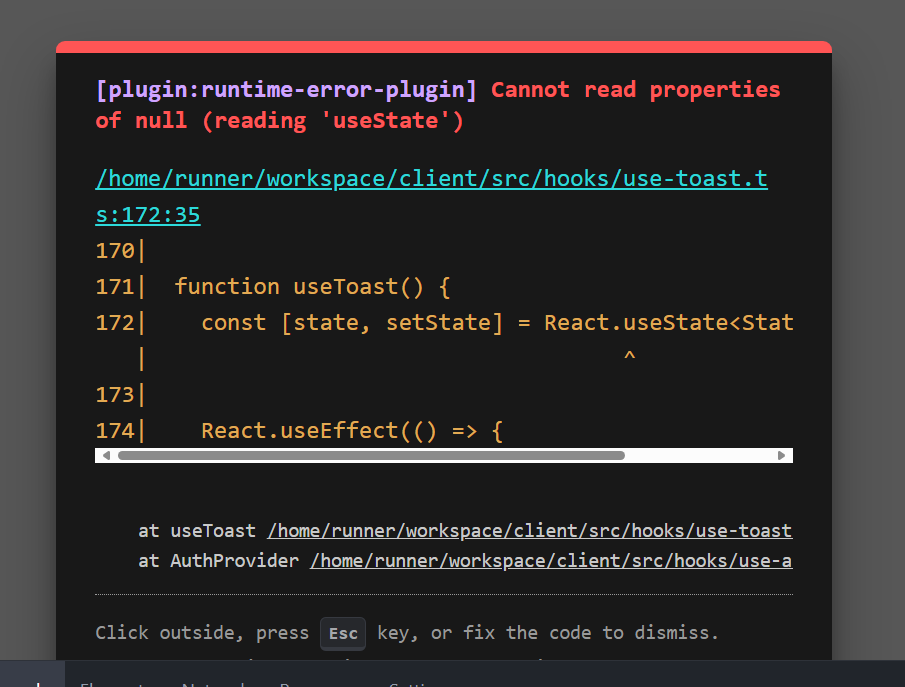 [plugin:runtime-error-plugin] Cannot read properties
of null (reading 'useState')
/home/runner/workspace/client/src/hooks/use-toast.t
s:172:35
170|
171|  function useToast() {
172|    const [state, setState] = React.useState<Stat
   |                                    ^
173|
174|    React.useEffect(() => {
at useToast /home/runner/workspace/client/src/hooks/use-toast
at AuthProvider /home/runner/workspace/client/src/hooks/use-a
Click outside, press Esc key, or fix the code to dismiss.